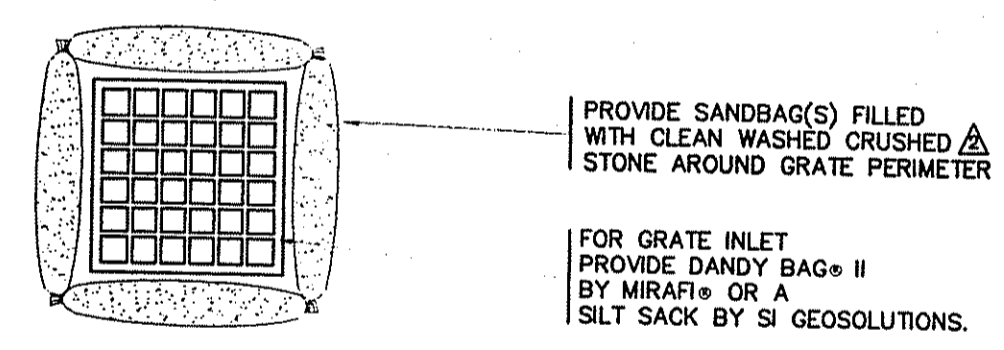 PROVIDE SANDBAG(S) FILLED
WITH CLEAN WASHED CRUSHED 2
STONE AROUND GRATE PERIMETER
FOR GRATE INLET
PROVIDE DANDY BAG® II
BY MIRAFI® OR A
SILT SACK BY SI GEOSOLUTIONS.